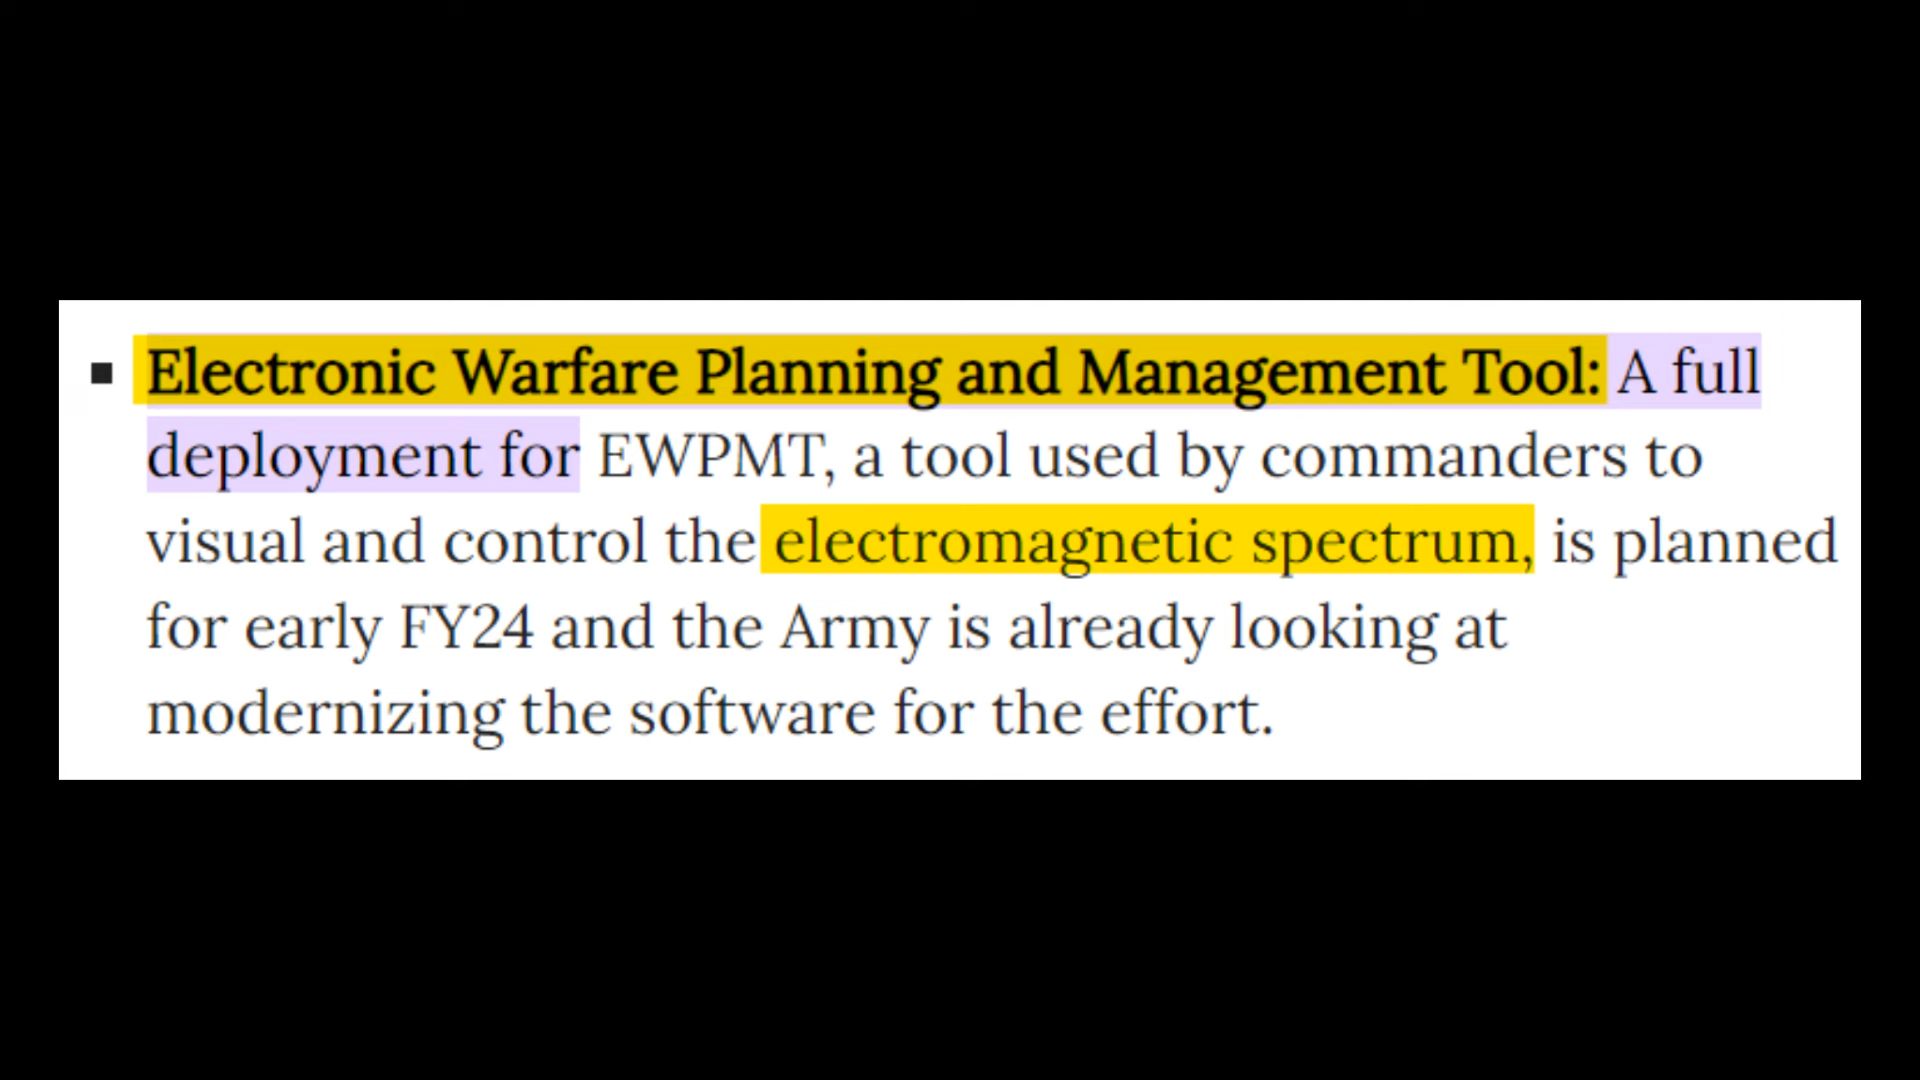 ▪ Electronic Warfare Planning and Management Tool: A full
deployment for EWPMT, a tool used by commanders to
visual and control the electromagnetic spectrum, is planned
for early FY24 and the Army is already looking at
modernizing the software for the effort.